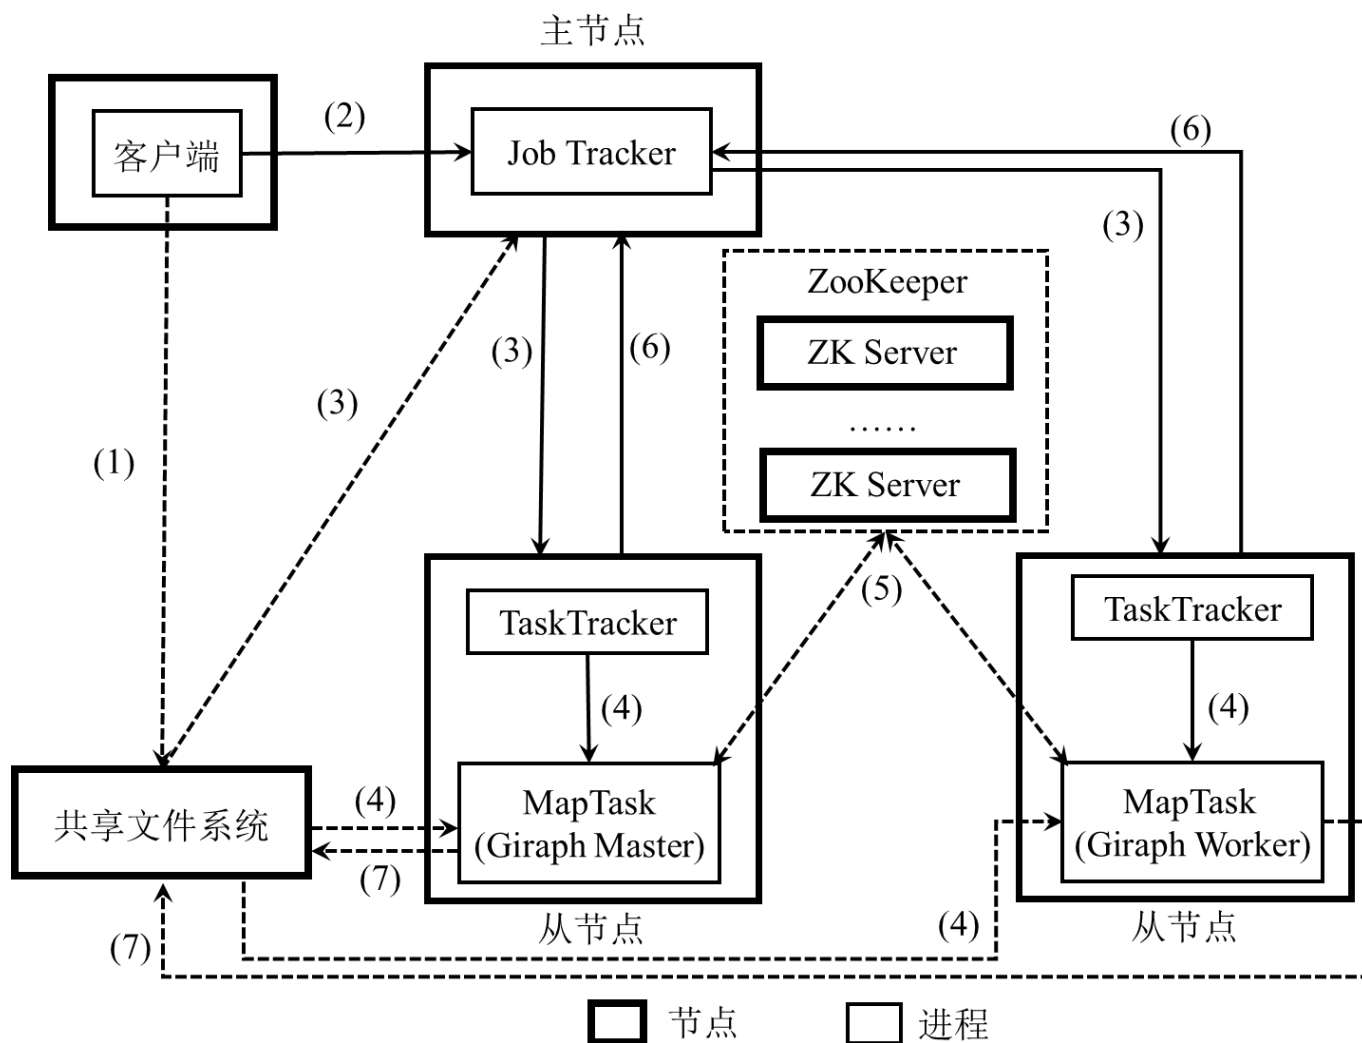 主节点
客户端
(2)
Job Tracker
(6)
(3)
ZooKeeper
ZK Server
……
ZK Server
(3)
(6)
(3)
(1)
(5)
TaskTracker
TaskTracker
(4)
(4)
共享文件系统
(4)
(7)
MapTask
(Giraph Master)
MapTask
(Giraph Worker)
从节点
从节点
(4)
(7)
节点
进程